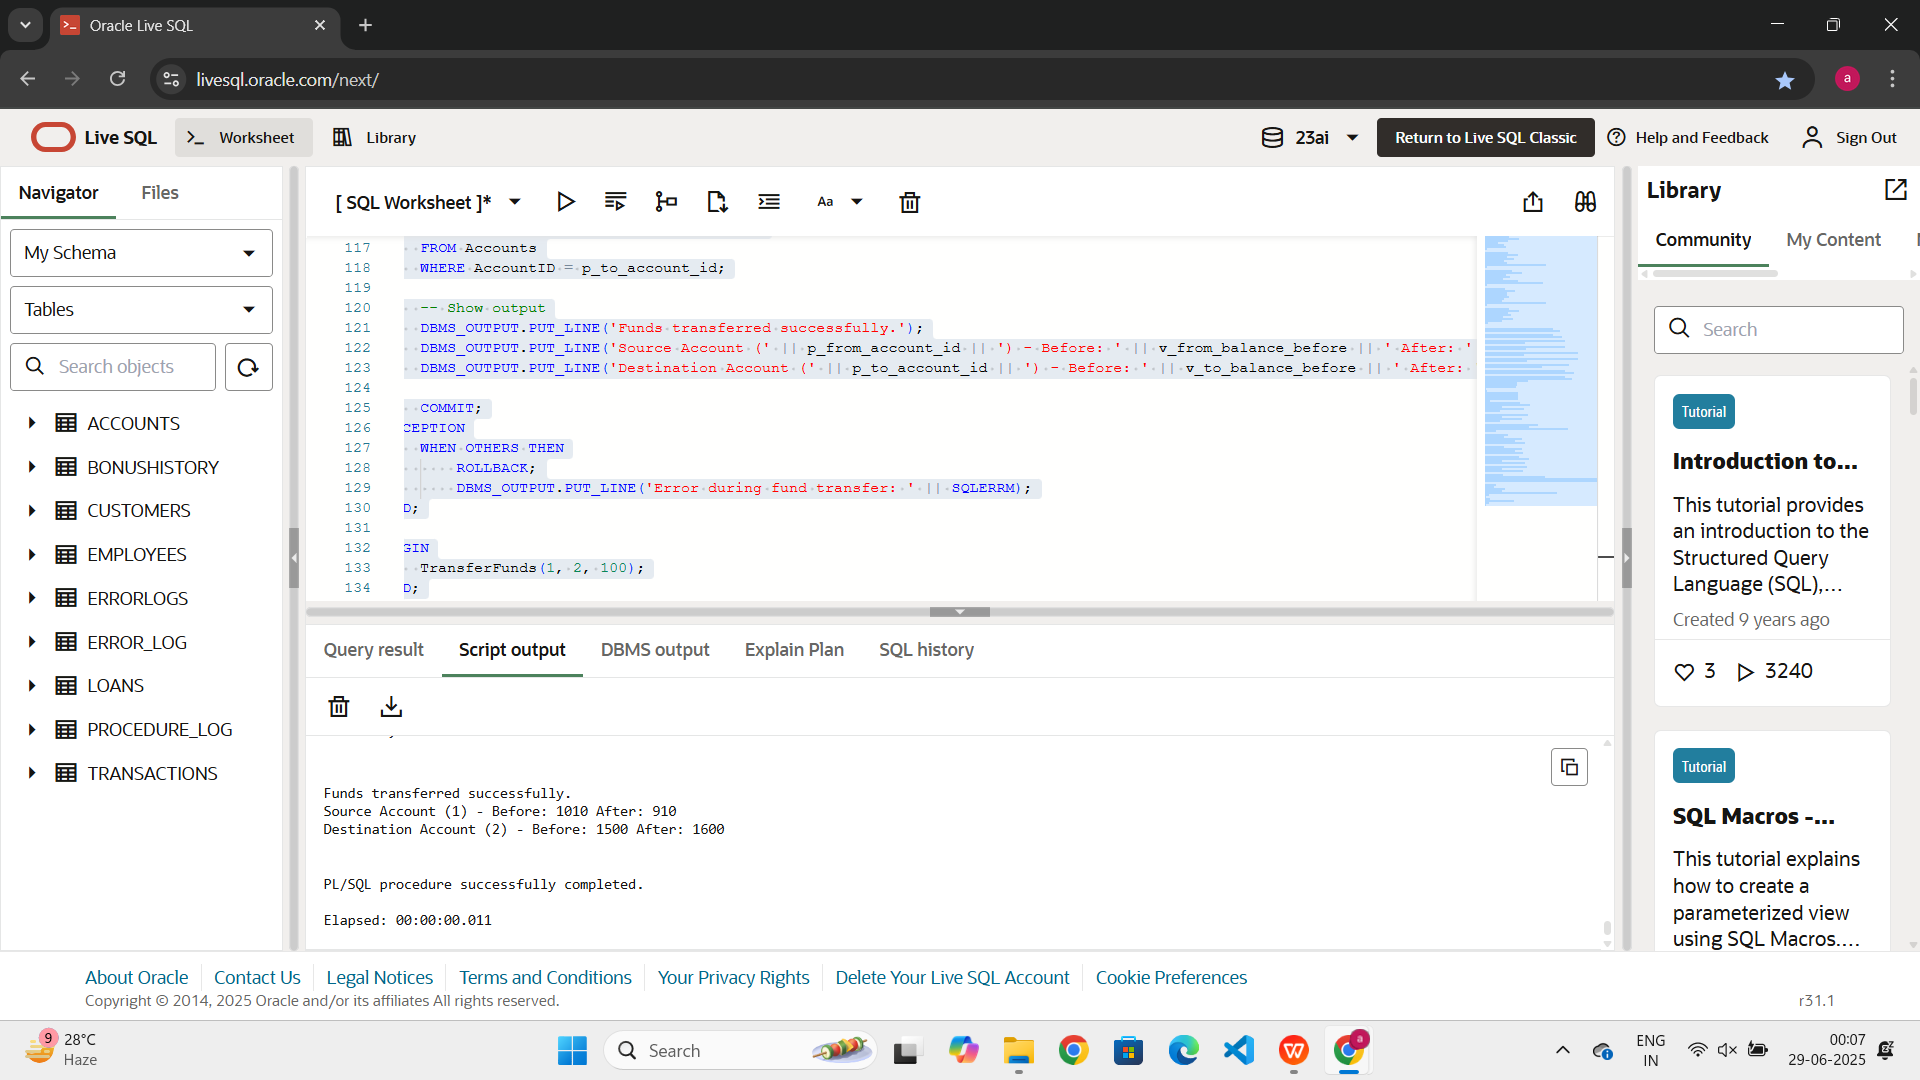 Oracle Live SQL
livesql.oracle.com/next/
a
Live SQL
Worksheet
Library
23ai
Return to Live SQL Classic
Help and Feedback
Sign Out
Navigator
Files
My Schema
Tables
Search objects
ACCOUNTS
BONUSHISTORY
CUSTOMERS
EMPLOYEES
ERRORLOGS
ERROR_LOG
LOANS
PROCEDURE_LOG
TRANSACTIONS
[ SQL Worksheet ]*
Aa
117 FROM Accounts
118 WHERE AccountID = p_to_account_id;
119
120 -- Show output
121 DBMS_OUTPUT.PUT_LINE('Funds transferred successfully.');
122 DBMS_OUTPUT.PUT_LINE('Source Account (' || p_from_account_id || ') - Before: ' || v_from_balance_before || ' After: '
123 DBMS_OUTPUT.PUT_LINE('Destination Account (' || p_to_account_id || ') - Before: ' || v_to_balance_before || ' After:
124
125 COMMIT;
126 CEPTION
127 WHEN OTHERS THEN
128 ROLLBACK;
129 DBMS_OUTPUT.PUT_LINE('Error during fund transfer: ' || SQLERRM);
130 D;
131
132 GIN
133 TransferFunds(1, 2, 100);
134 D;
Query result
Script output
DBMS output
Explain Plan
SQL history
Funds transferred successfully.
Source Account (1) - Before: 1010 After: 910
Destination Account (2) - Before: 1500 After: 1600
PL/SQL procedure successfully completed.
Elapsed: 00:00:00.011
Library
Community
My Content
Search
Tutorial
Introduction to...
This tutorial provides
an introduction to the
Structured Query
Language (SQL),...
Created 9 years ago
3
3240
Tutorial
SQL Macros -...
This tutorial explains
how to create a
parameterized view
using SQL Macros....
About Oracle
Contact Us
Legal Notices
Terms and Conditions
Your Privacy Rights
Delete Your Live SQL Account
Cookie Preferences
Copyright © 2014, 2025 Oracle and/or its affiliates All rights reserved.
r31.1
9
28°C
Haze
Search
a
ENG
IN
00:07
29-06-2025